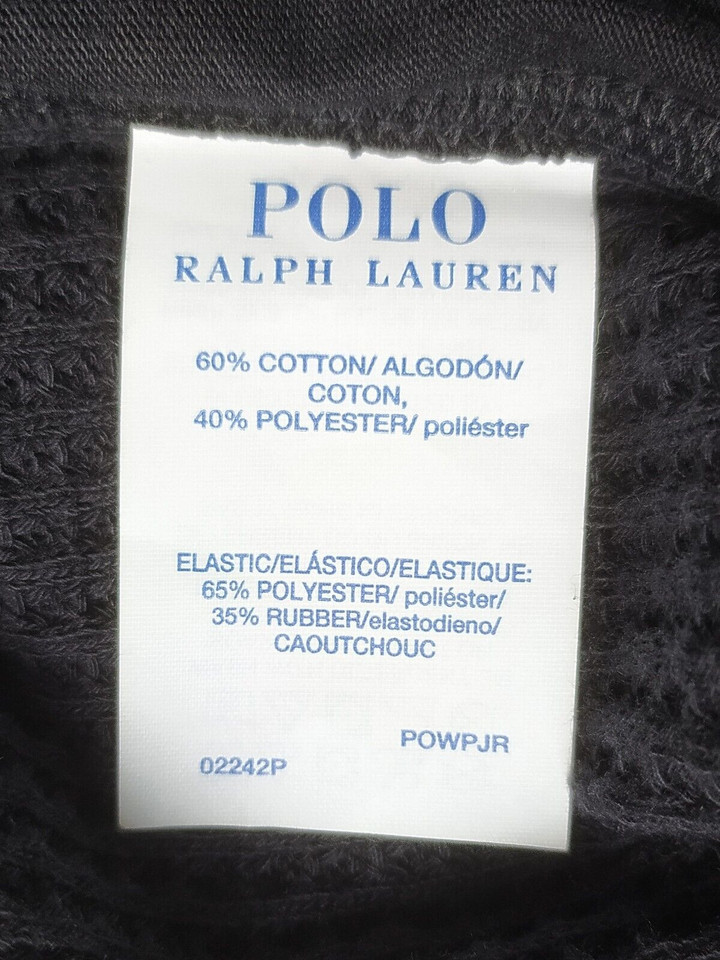 POLO
RALPH LAUREN
60% COTTON/ ALGODÓN/
COTON,
40% POLYESTER/ poliéster
ELASTIC/ELÁSTICO/ELASTIQUE:
65% POLYESTER/ poliéster/
35% RUBBER/elastodieno/
CAOUTCHOUC
POWPJR
02242P